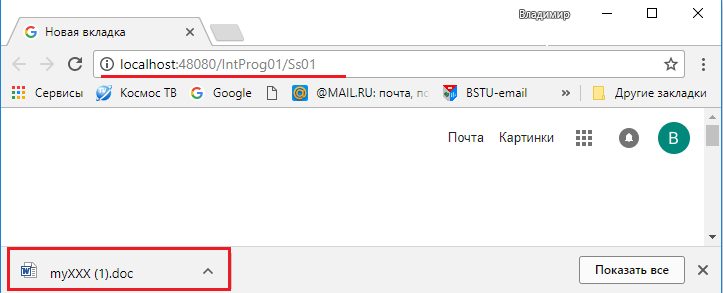 Владимир
Новая вкладка
localhost:48080/IntProg01/Ss01
Сервисы Космос ТВ Google @MAIL.RU: почта, по BSTU-email » Другие закладки
Почта Картинки B
myXXX (1).doc Показать все